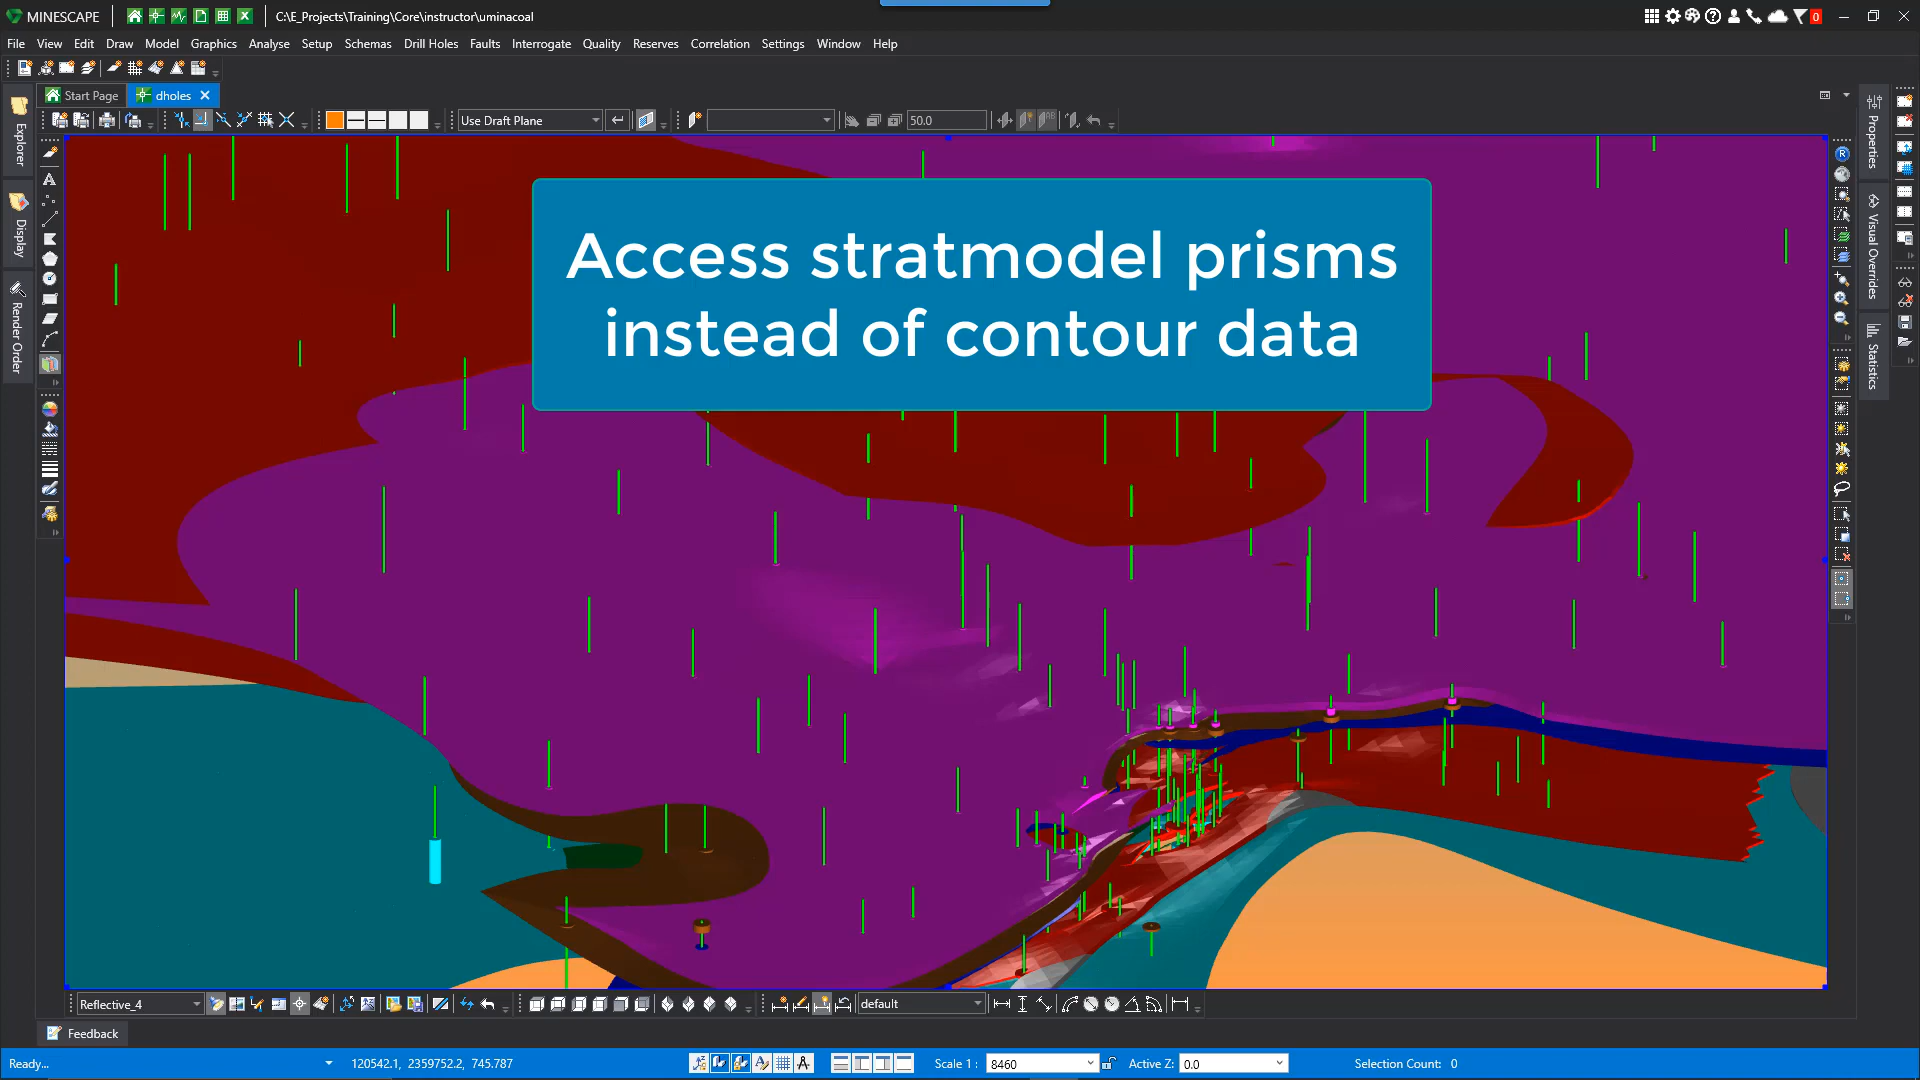 MINESCAPE
C:\E_Projects\Training\Core\instructor\uminacoal
0
File View Edit Draw Model Graphics Analyse Setup Schemas Drill Holes Faults Interrogate Quality Reserves Correlation Settings Window Help
Start Page
dholes
Use Draft Plane
50.0
Explorer
Display
Render Order
Properties
Visual Overrides
Statistics
Access stratmodel prisms
instead of contour data
Reflective_4
default
Feedback
Ready...
120542.1, 2359752.2, 745.787
Scale 1 :
8460
Active Z:
0.0
Selection Count: 0